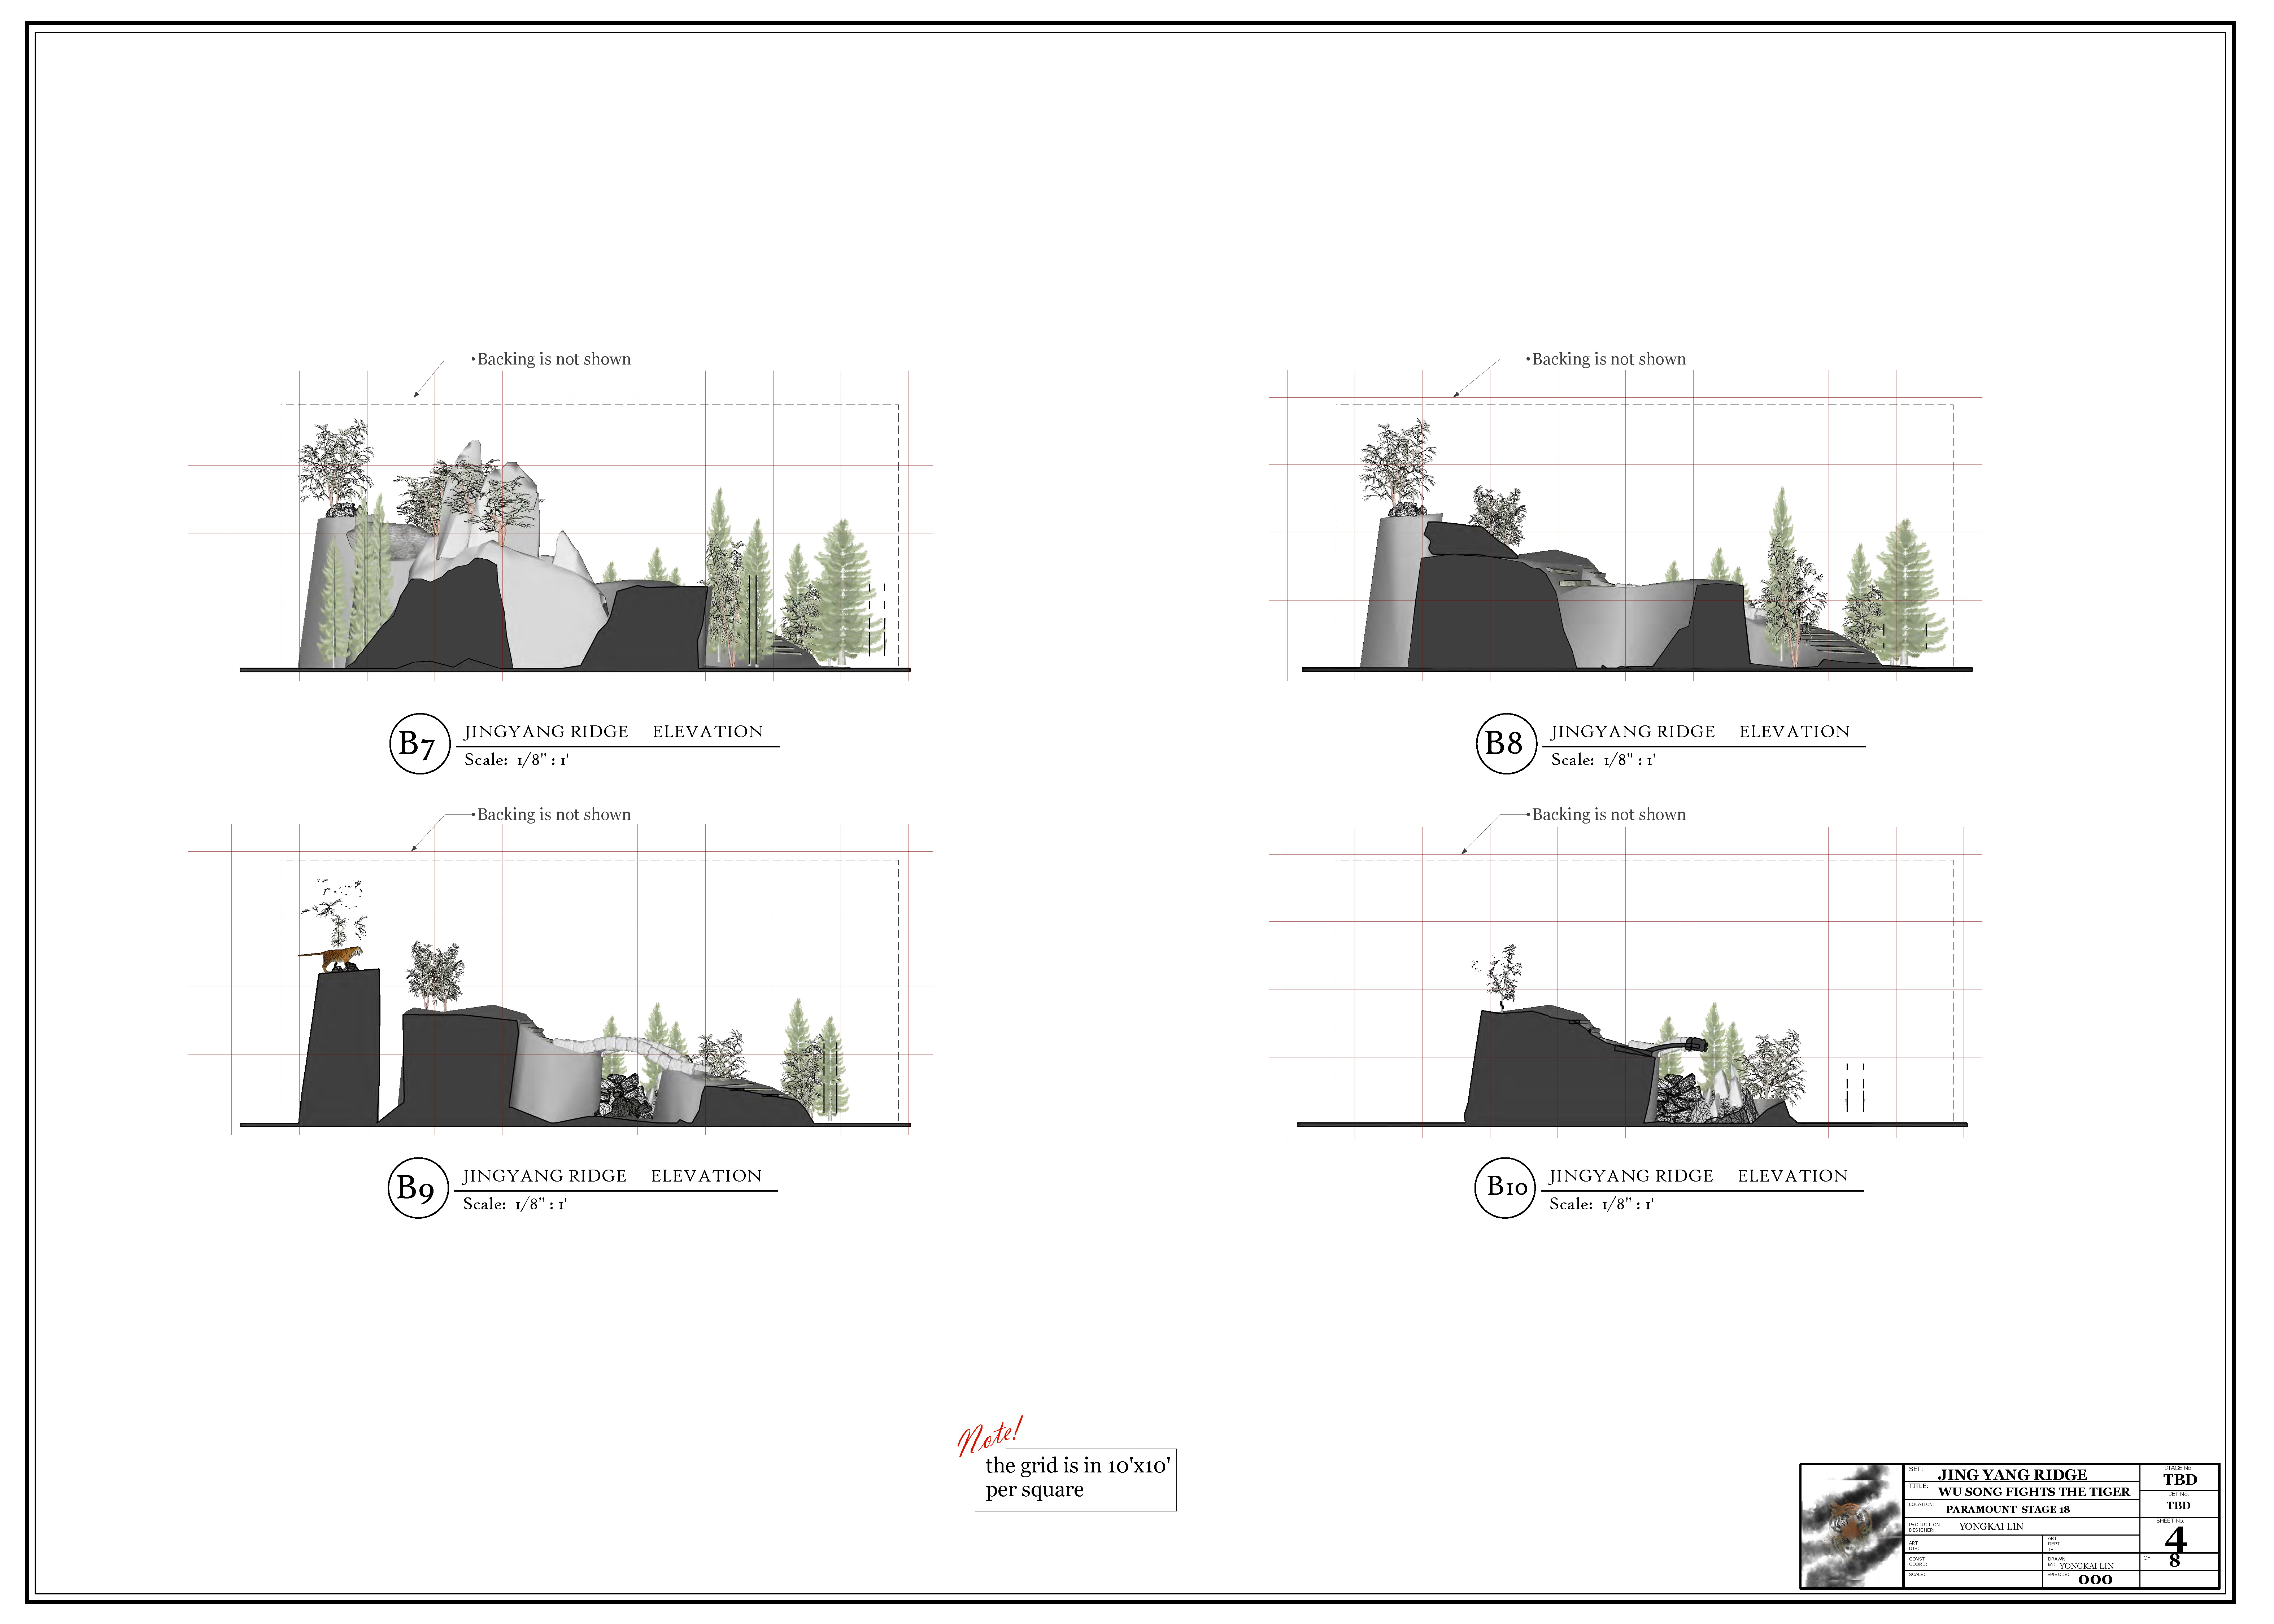 Backing is not shown
Backing is not shown
B7
JINGYANG RIDGE ELEVATION
Scale: 1/8" : 1'
B8
JINGYANG RIDGE ELEVATION
Scale: 1/8" : 1'
Backing is not shown
Backing is not shown
B9
JINGYANG RIDGE ELEVATION
Scale: 1/8" : 1'
B10
JINGYANG RIDGE ELEVATION
Scale: 1/8" : 1'
Note!
the grid is in 10'x10'
per square
SET: JING YANG RIDGE
TITLE: WU SONG FIGHTS THE TIGER
LOCATION: PARAMOUNT STAGE 18
PRODUCTION DESIGNER: YONGKAI LIN
ART DIR:
ART DEPT TEL:
CONST COORD:
DRAWN BY: YONGKAI LIN
SCALE:
EPISODE: 000
STAGE No.
TBD
SET No.
TBD
SHEET No.
4
OF 8